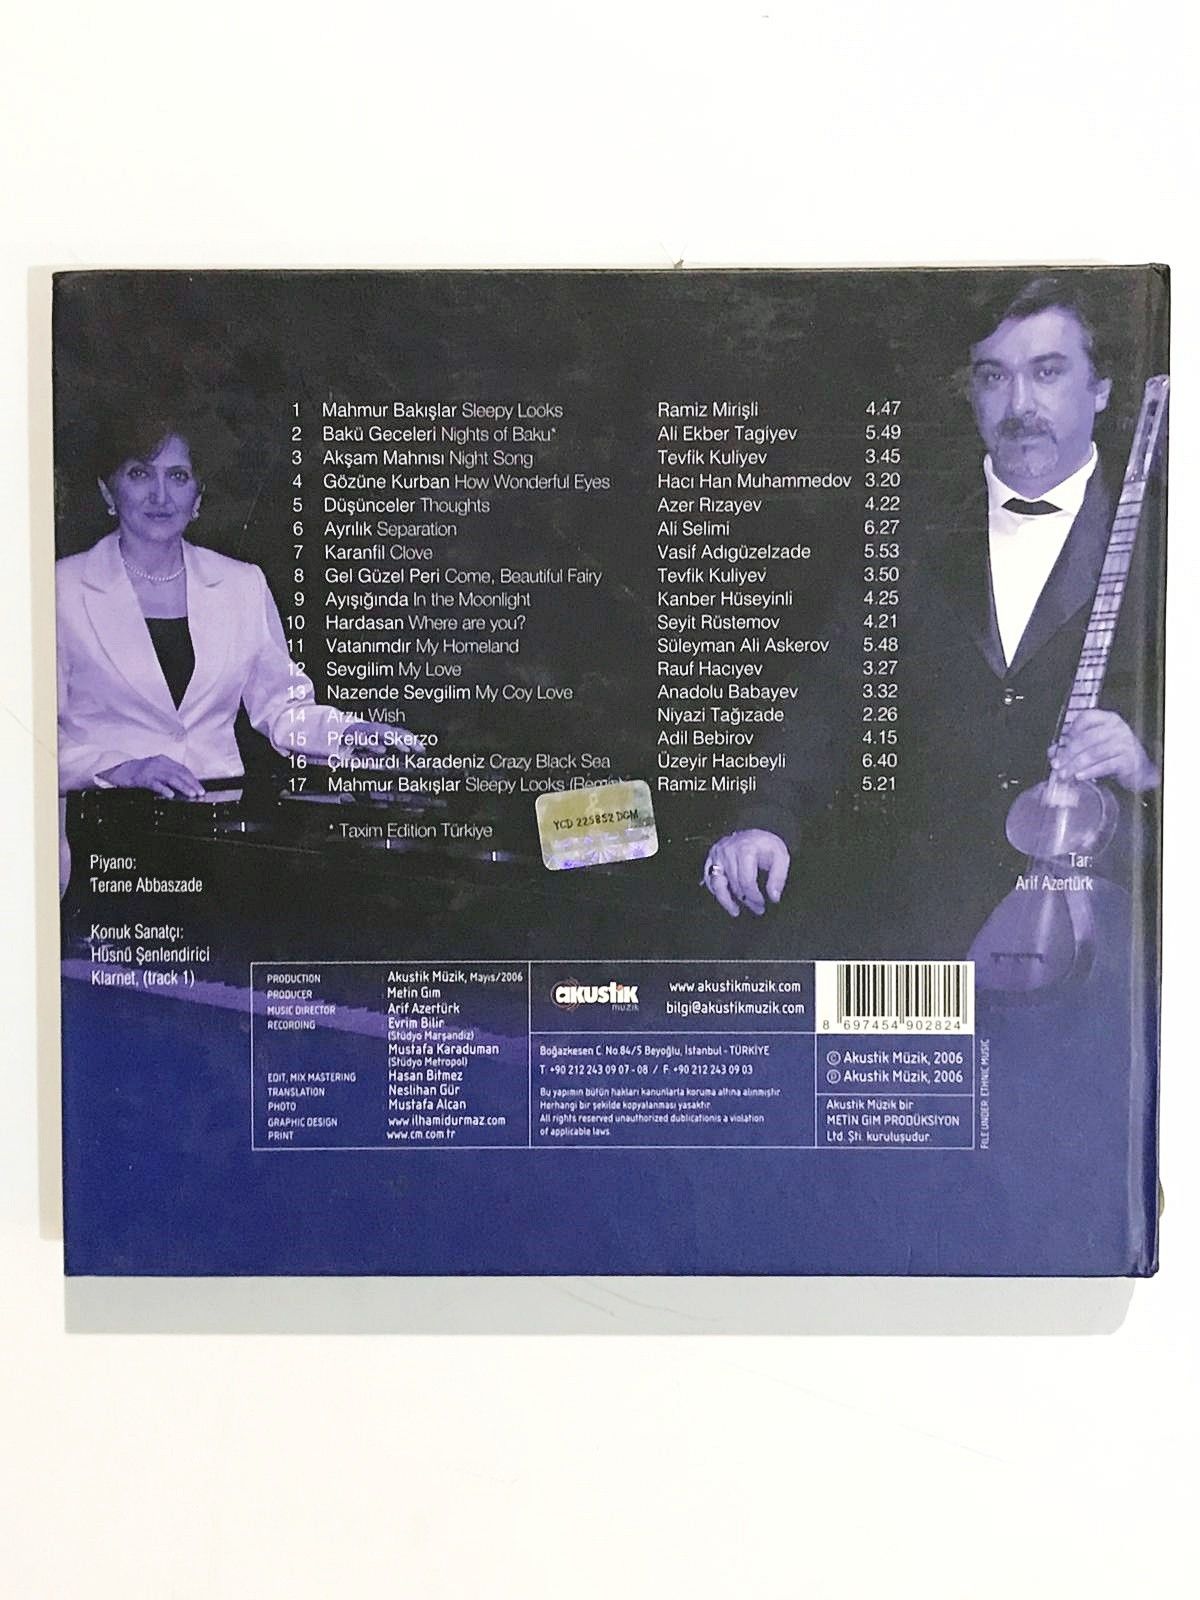 1 Mahmur Bakışlar Sleepy Looks Ramiz Mirişli 4.47
2 Bakü Geceleri Nights of Baku* Ali Ekber Tagiyev 5.49
3 Akşam Mahnısı Night Song Tevfik Kuliyev 3.45
4 Gözüne Kurban How Wonderful Eyes Hacı Han Muhammedov 3.20
5 Düşünceler Thoughts Azer Rızayev 4.22
6 Ayrılık Separation Ali Selimi 6.27
7 Karanfil Clove Vasif Adıgüzelzade 5.53
8 Gel Güzel Peri Come, Beautiful Fairy Tevfik Kuliyev 3.50
9 Ayışığında In the Moonlight Kanber Hüseyinli 4.25
10 Hardasan Where are you? Seyit Rüstemov 4.21
11 Vatanımdır My Homeland Süleyman Ali Askerov 5.48
12 Sevgilim My Love Rauf Hacıyev 3.27
13 Nazende Sevgilim My Coy Love Anadolu Babayev 3.32
14 Arzu Wish Niyazi Tağızade 2.26
15 Prelüd Skerzo Adil Bebirov 4.15
16 Çırpınırdı Karadeniz Crazy Black Sea Üzeyir Hacıbeyli 6.40
17 Mahmur Bakışlar Sleepy Looks (Remix) Ramiz Mirişli 5.21
* Taxim Edition Türkiye
YCD 225852 DGM
Piyano:
Terane Abbaszade
Konuk Sanatçı:
Hüsnü Şenlendirici
Klarnet, (track 1)
Tar:
Arif Azertürk
PRODUCTION Akustik Müzik, Mayıs/2006
PRODUCER Metin Gım
MUSIC DIRECTOR Arif Azertürk
RECORDING Evrim Bilir
(Stüdyo Marşandiz)
Mustafa Karaduman
(Stüdyo Metropol)
EDIT, MIX MASTERING Hasan Bitmez
TRANSLATION Neslihan Gür
PHOTO Mustafa Alcan
GRAPHIC DESIGN www.ilhamidurmaz.com
PRINT www.cm.com.tr
akustik
muzik
www.akustikmuzik.com
bilgi@akustikmuzik.com
Boğazkesen C. No.84/5 Beyoğlu, İstanbul - TÜRKİYE
T. +90 212 243 09 07 - 08 / F. +90 212 243 09 03
Bu yapımın bütün hakları kanunlarla koruma altına alınmıştır.
Herhangi bir şekilde kopyalanması yasaktır.
All rights reserved unauthorized dublicationis a violation
of applicable laws.
8 697454 902824
© Akustik Müzik, 2006
℗ Akustik Müzik, 2006
Akustik Müzik bir
METİN GIM PRODÜKSİYON
Ltd. Şti. kuruluşudur.
FILE UNDER: ETHNIC MUSIC